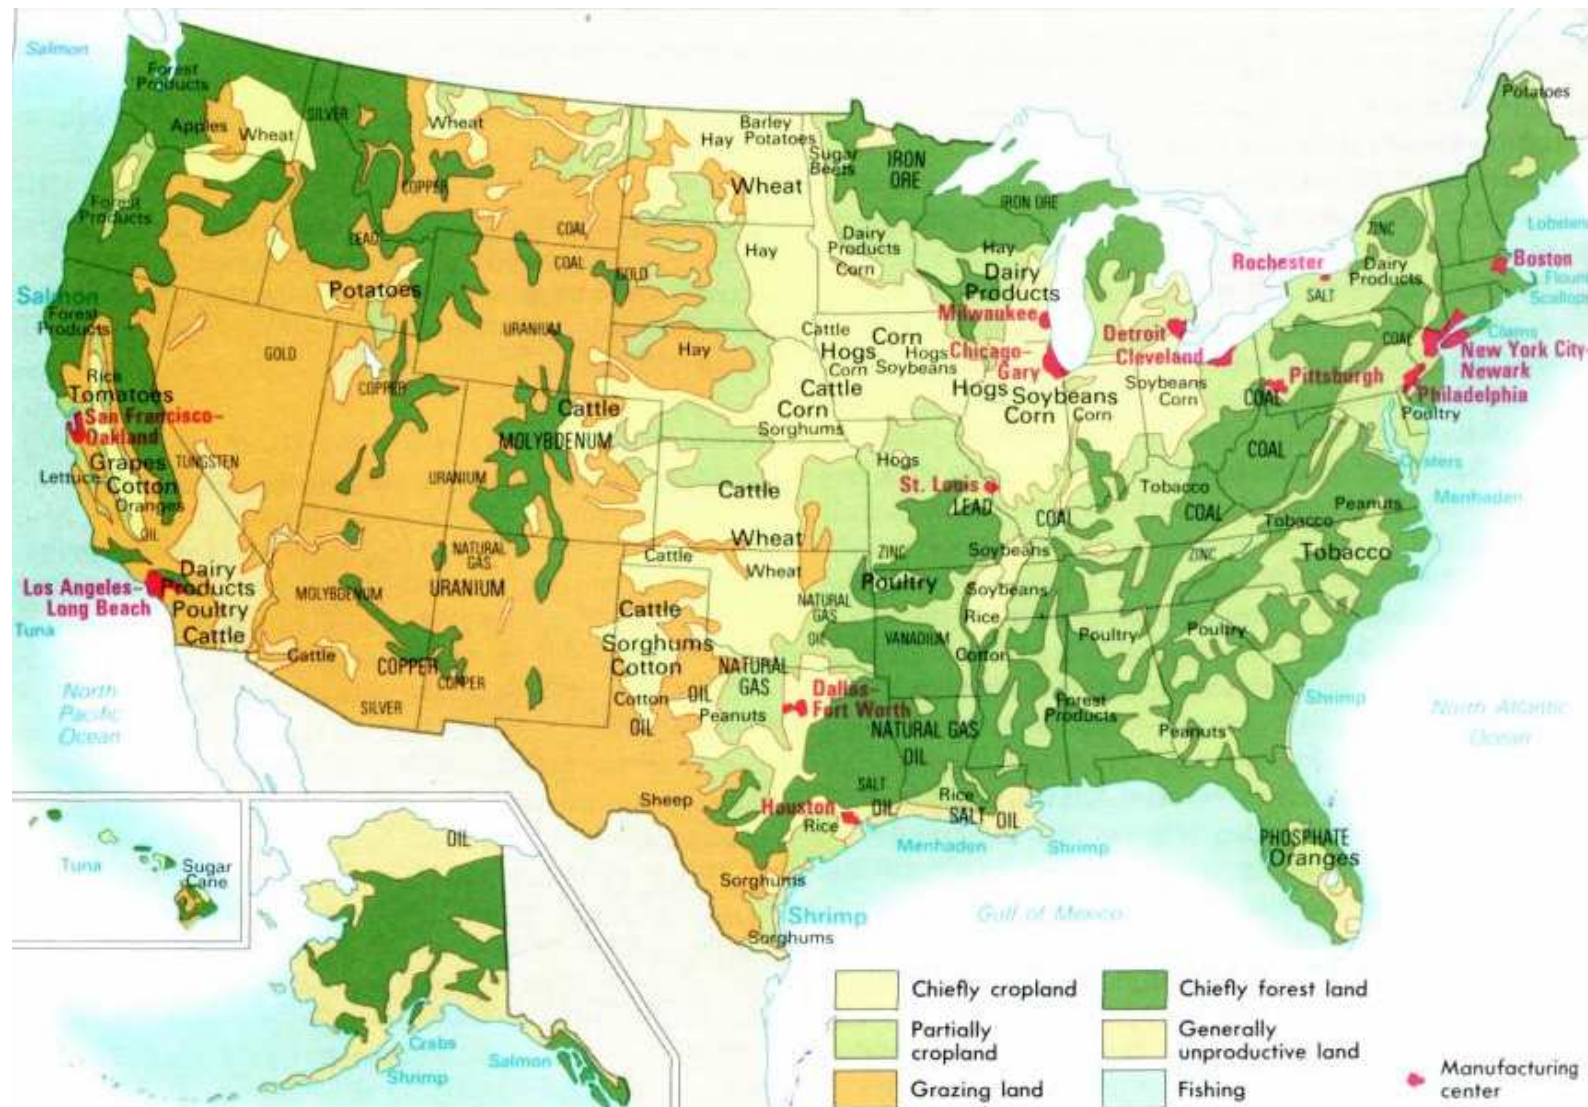 Salmon
Forest
Products
Apples
Wheat
SILVER
Wheat
COPPER
Hay
Barley
Potatoes
Sugar
Beets
IRON
ORE
Wheat
IRON ORE
Potatoes
Forest
Products
LEAD
COAL
COAL
GOLD
Hay
Dairy
Products
Corn
Hay
Dairy
Products
Milwaukee
ZINC
Dairy
Products
Rochester
SALT
Boston
Lobsters
Flounder
Scallops
Clams
Salmon
Forest
Products
Potatoes
GOLD
URANIUM
COPPER
Hay
Cattle
Hogs
Corn
Corn
Hogs
Soybeans
Chicago-
Gary
Detroit
Cleveland
Soybeans
Corn
COAL
New York City-
Newark
Pittsburgh
Philadelphia
COAL
Poultry
Rice
Tomatoes
San Francisco-
Oakland
Grapes
Lettuce
Cotton
Oranges
OIL
TUNGSTEN
Cattle
MOLYBDENUM
URANIUM
Cattle
Corn
Sorghums
Hogs
Soybeans
Corn
Corn
COAL
Oysters
Menhaden
Hogs
St. Louis
LEAD
COAL
Tobacco
COAL
Peanuts
Tobacco
Tobacco
ZINC
Cattle
Wheat
Cattle
Wheat
ZINC
Soybeans
Poultry
Soybeans
Rice
Los Angeles-
Long Beach
Dairy
Products
Poultry
Cattle
Tuna
MOLYBDENUM
NATURAL
GAS
URANIUM
Cattle
Sorghums
Cotton
NATURAL
GAS
OIL
VANADIUM
Cotton
Poultry
Poultry
Cattle
COPPER
COPPER
SILVER
Cotton
OIL
OIL
NATURAL
GAS
Peanuts
Dallas-
Fort Worth
NATURAL GAS
OIL
Forest
Products
Peanuts
Shrimp
North
Pacific
Ocean
North Atlantic
Ocean
Sheep
SALT
Houston
Rice
OIL
Rice
SALT
OIL
Menhaden
Shrimp
PHOSPHATE
Oranges
Sorghums
Sorghums
Shrimp
Gulf of Mexico
Tuna
Sugar
Cane
OIL
Crabs
Shrimp
Salmon
Chiefly cropland
Partially
cropland
Grazing land
Chiefly forest land
Generally
unproductive land
Fishing
Manufacturing
center